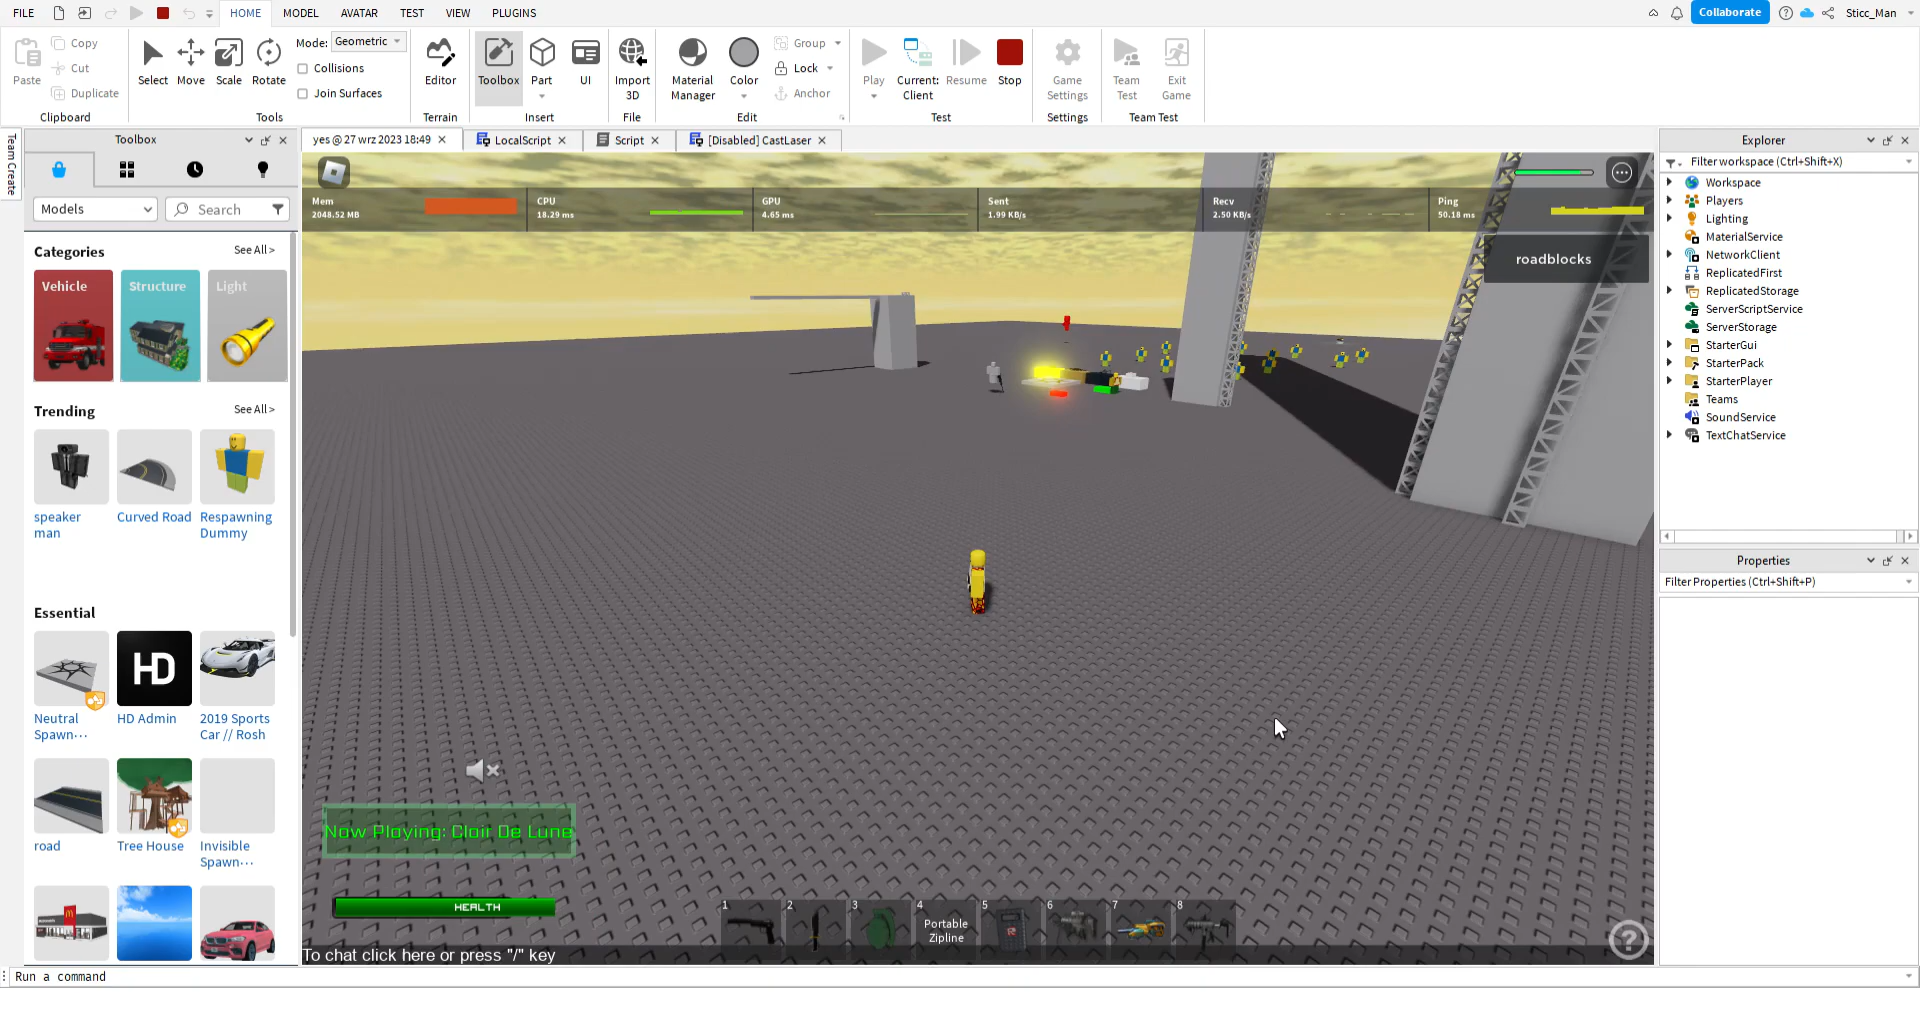 FILE HOME MODEL AVATAR TEST VIEW PLUGINS Collaborate Sticc_Man
Copy
Cut
Duplicate
Paste
Clipboard
Select Move Scale Rotate
Mode: Geometric
Collisions
Join Surfaces
Tools
Editor
Terrain
Toolbox Part UI
Insert
Import
3D
File
Material
Manager
Color
Group
Lock
Anchor
Edit
Play
Current:
Client
Resume Stop
Test
Game
Settings
Settings
Team
Test
Exit
Game
Team Test
Team Create
Toolbox
Models Search
Categories See All >
Vehicle Structure Light
Trending See All >
speaker
man
Curved Road
Respawning
Dummy
Essential
HD
Neutral
Spawn...
HD Admin
2019 Sports
Car // Rosh
road
Tree House
Invisible
Spawn...
yes @ 27 wrz 2023 18:49 LocalScript Script [Disabled] CastLaser
Mem
2048.52 MB
CPU
18.29 ms
GPU
4.65 ms
Sent
1.99 KB/s
Recv
2.50 KB/s
Ping
50.18 ms
roadblocks
Now Playing: Clair De Lune
HEALTH
1 2 3 4 5 6 7 8
Portable
Zipline
?
To chat click here or press "/" key
Explorer
Filter workspace (Ctrl+Shift+X)
Workspace
Players
Lighting
MaterialService
NetworkClient
ReplicatedFirst
ReplicatedStorage
ServerScriptService
ServerStorage
StarterGui
StarterPack
StarterPlayer
Teams
SoundService
TextChatService
Properties
Filter Properties (Ctrl+Shift+P)
Run a command